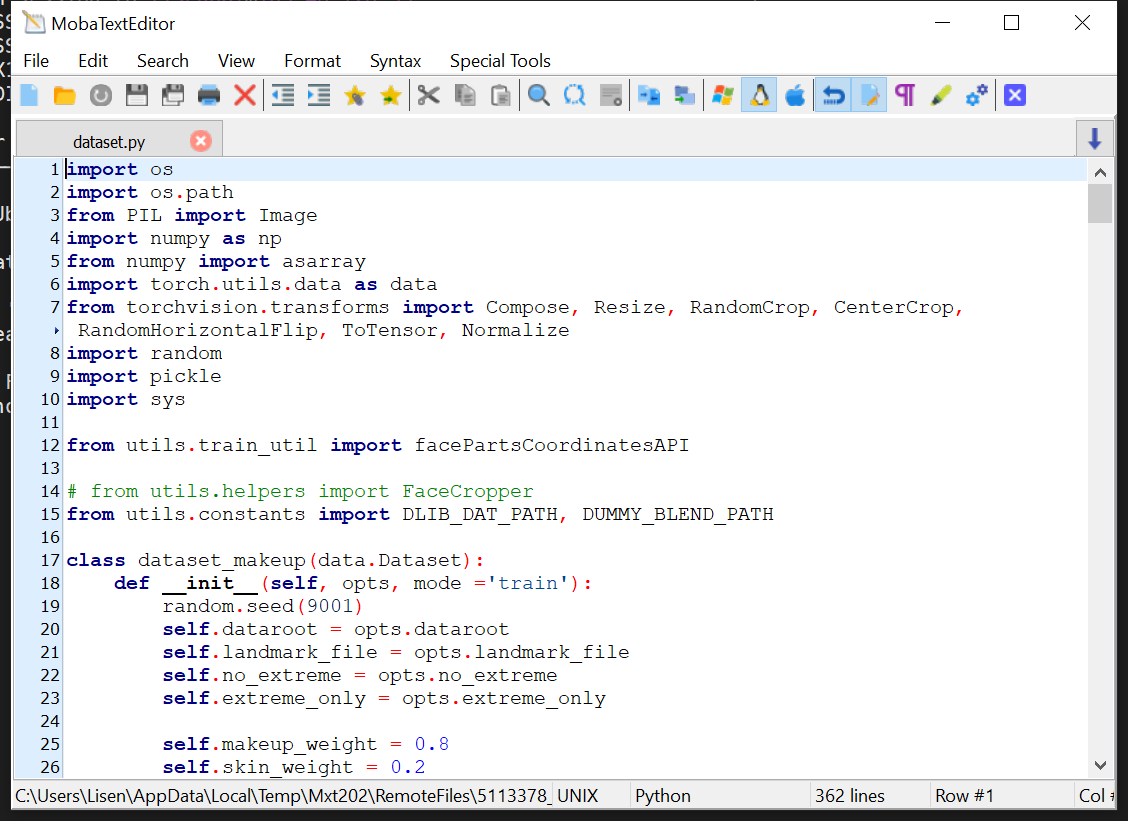 MobaTextEditor
File Edit Search View Format Syntax Special Tools
dataset.py
1 import os
2 import os.path
3 from PIL import Image
4 import numpy as np
5 from numpy import asarray
6 import torch.utils.data as data
7 from torchvision.transforms import Compose, Resize, RandomCrop, CenterCrop,
RandomHorizontalFlip, ToTensor, Normalize
8 import random
9 import pickle
10 import sys
11
12 from utils.train_util import facePartsCoordinatesAPI
13
14 # from utils.helpers import FaceCropper
15 from utils.constants import DLIB_DAT_PATH, DUMMY_BLEND_PATH
16
17 class dataset_makeup(data.Dataset):
18     def __init__(self, opts, mode ='train'):
19         random.seed(9001)
20         self.dataroot = opts.dataroot
21         self.landmark_file = opts.landmark_file
22         self.no_extreme = opts.no_extreme
23         self.extreme_only = opts.extreme_only
24
25         self.makeup_weight = 0.8
26         self.skin_weight = 0.2
C:\Users\Lisen\AppData\Local\Temp\Mxt202\RemoteFiles\5113378_ UNIX Python 362 lines Row #1 Col